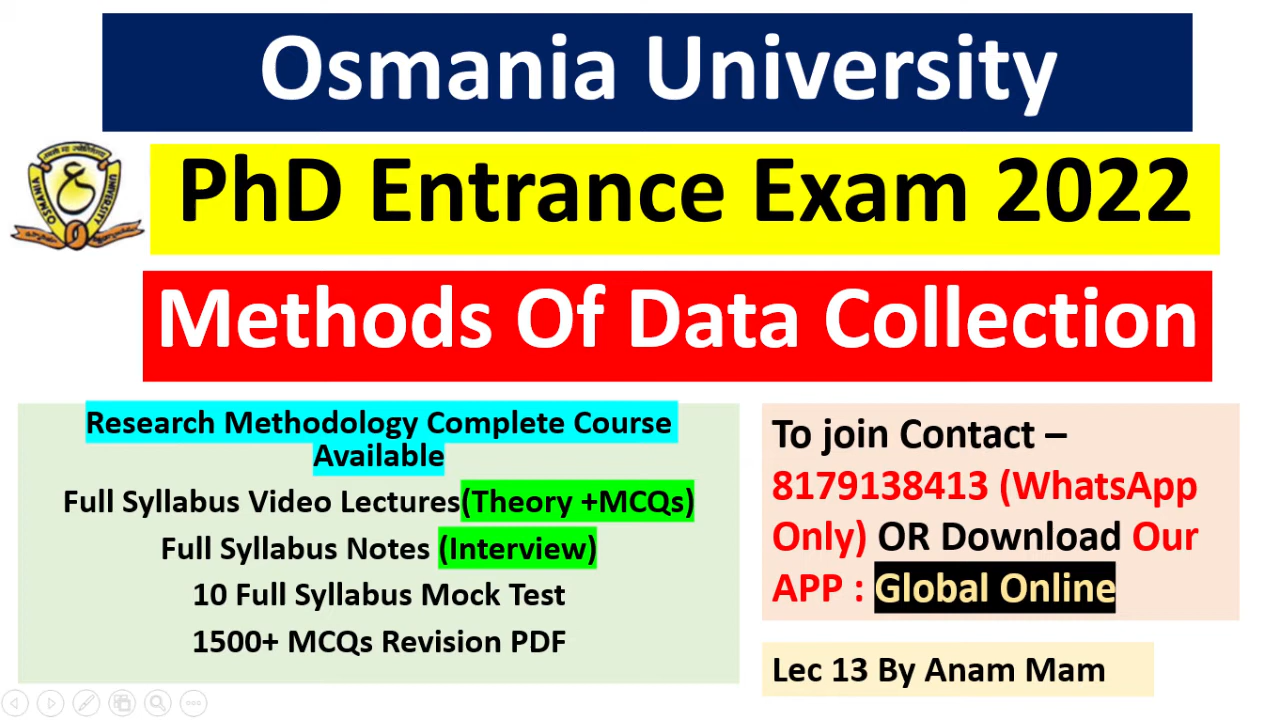 Osmania University
PhD Entrance Exam 2022
OSMANIA
UNIVERSITY
Methods Of Data Collection
Research Methodology Complete Course
Available
Full Syllabus Video Lectures(Theory +MCQs)
Full Syllabus Notes (Interview)
10 Full Syllabus Mock Test
1500+ MCQs Revision PDF
To join Contact –
8179138413 (WhatsApp
Only) OR Download Our
APP : Global Online
Lec 13 By Anam Mam